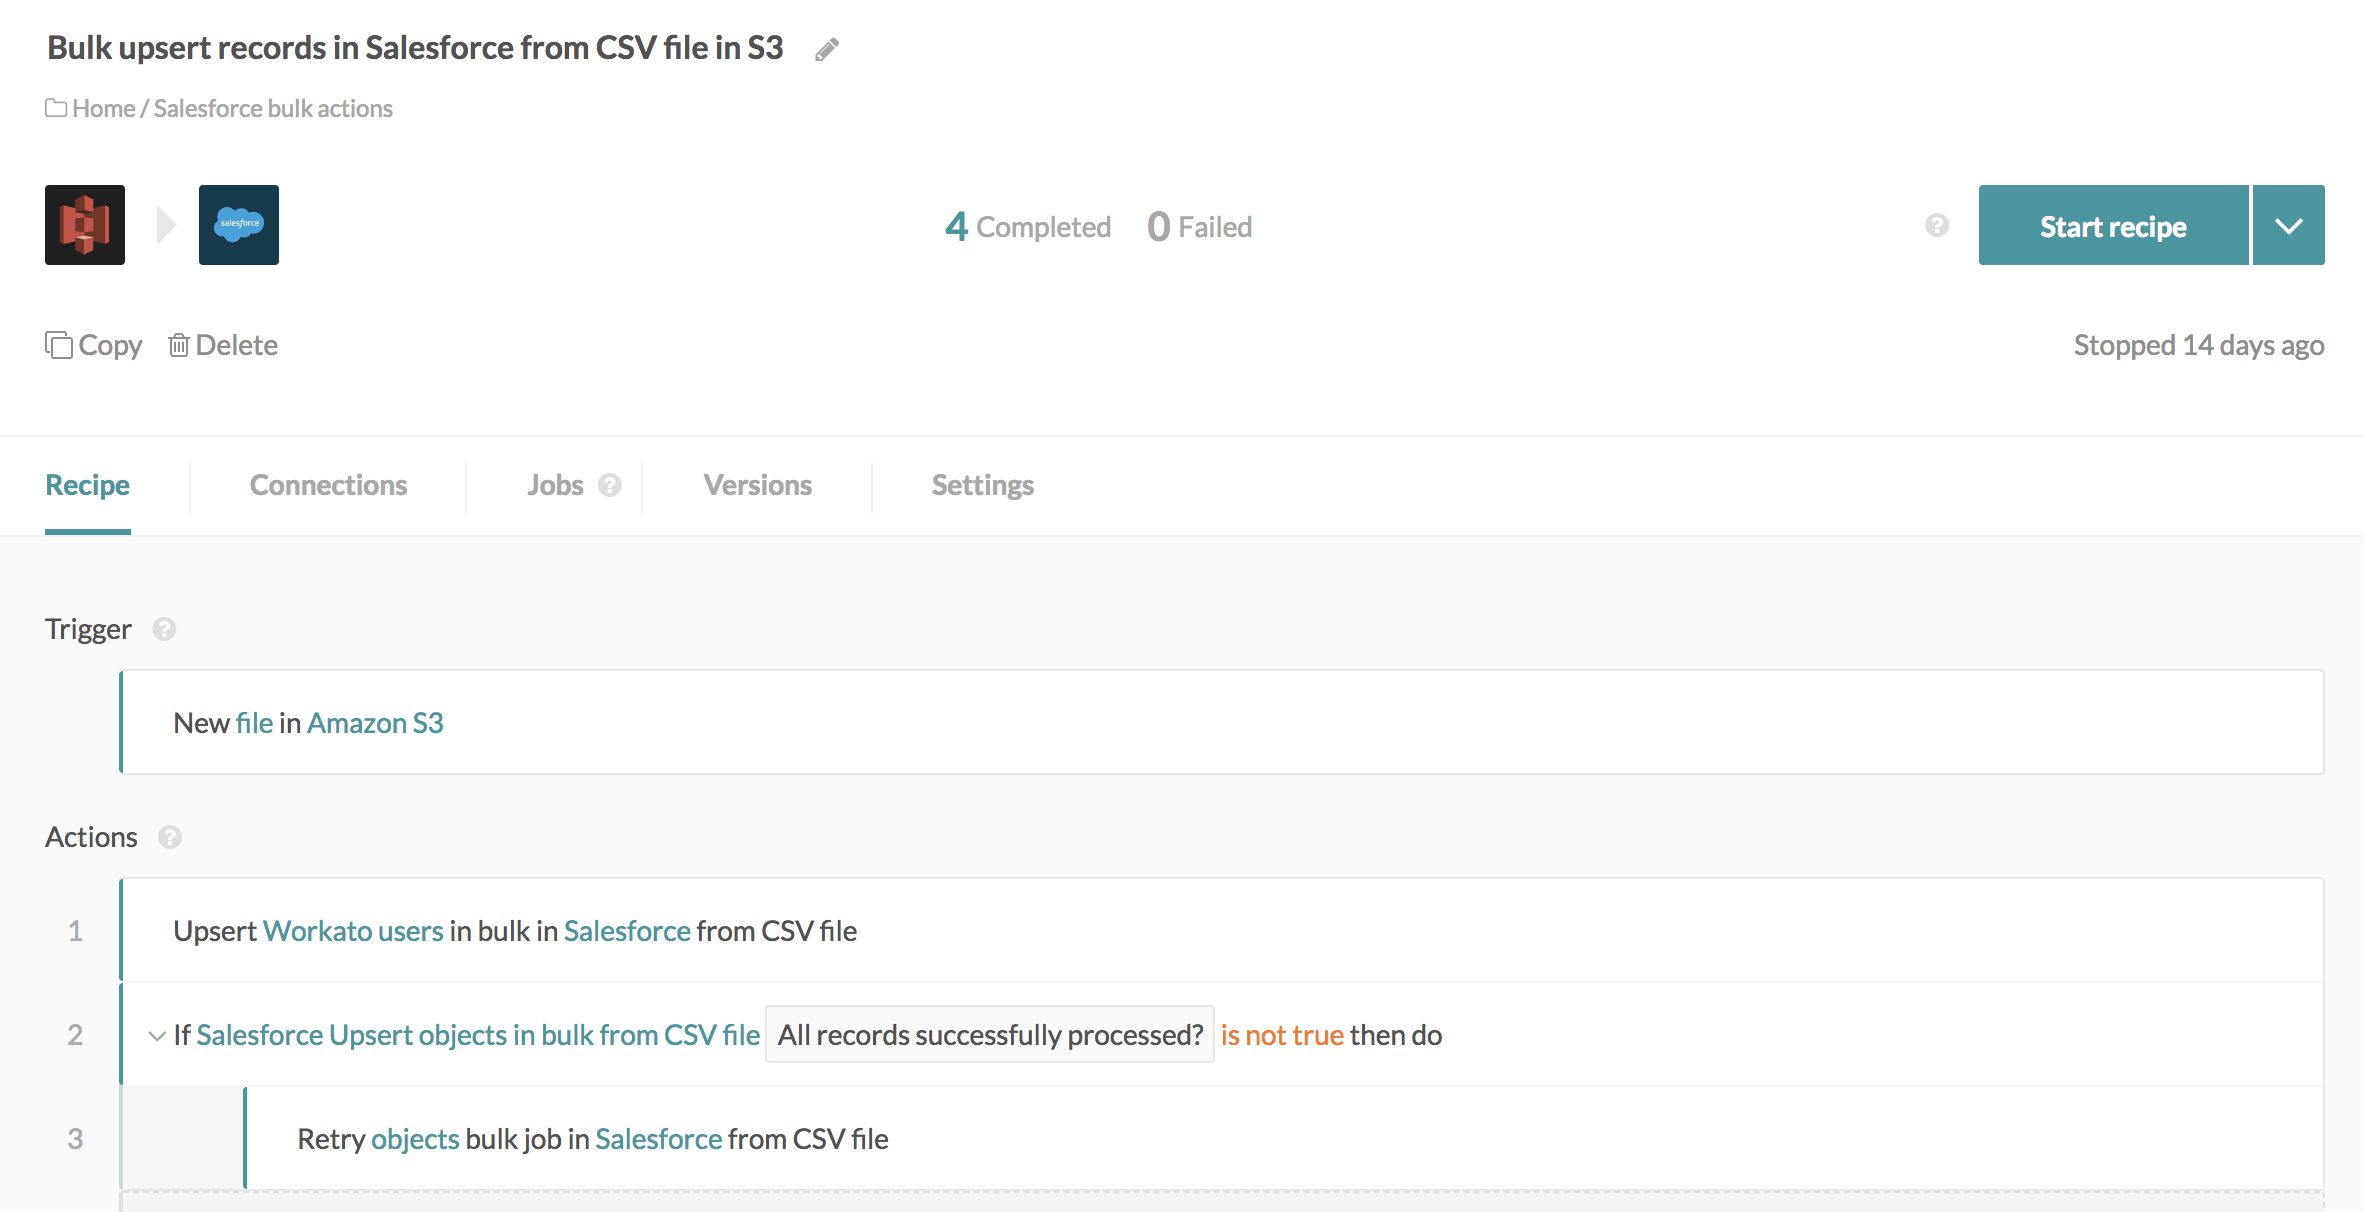 Bulk upsert records in Salesforce from CSV file in S3
Home / Salesforce bulk actions
salesforce
4 Completed 0 Failed
? Start recipe
Copy Delete
Stopped 14 days ago
Recipe Connections Jobs ? Versions Settings
Trigger ?
New file in Amazon S3
Actions ?
1 Upsert Workato users in bulk in Salesforce from CSV file
2 If Salesforce Upsert objects in bulk from CSV file All records successfully processed? is not true then do
3 Retry objects bulk job in Salesforce from CSV file